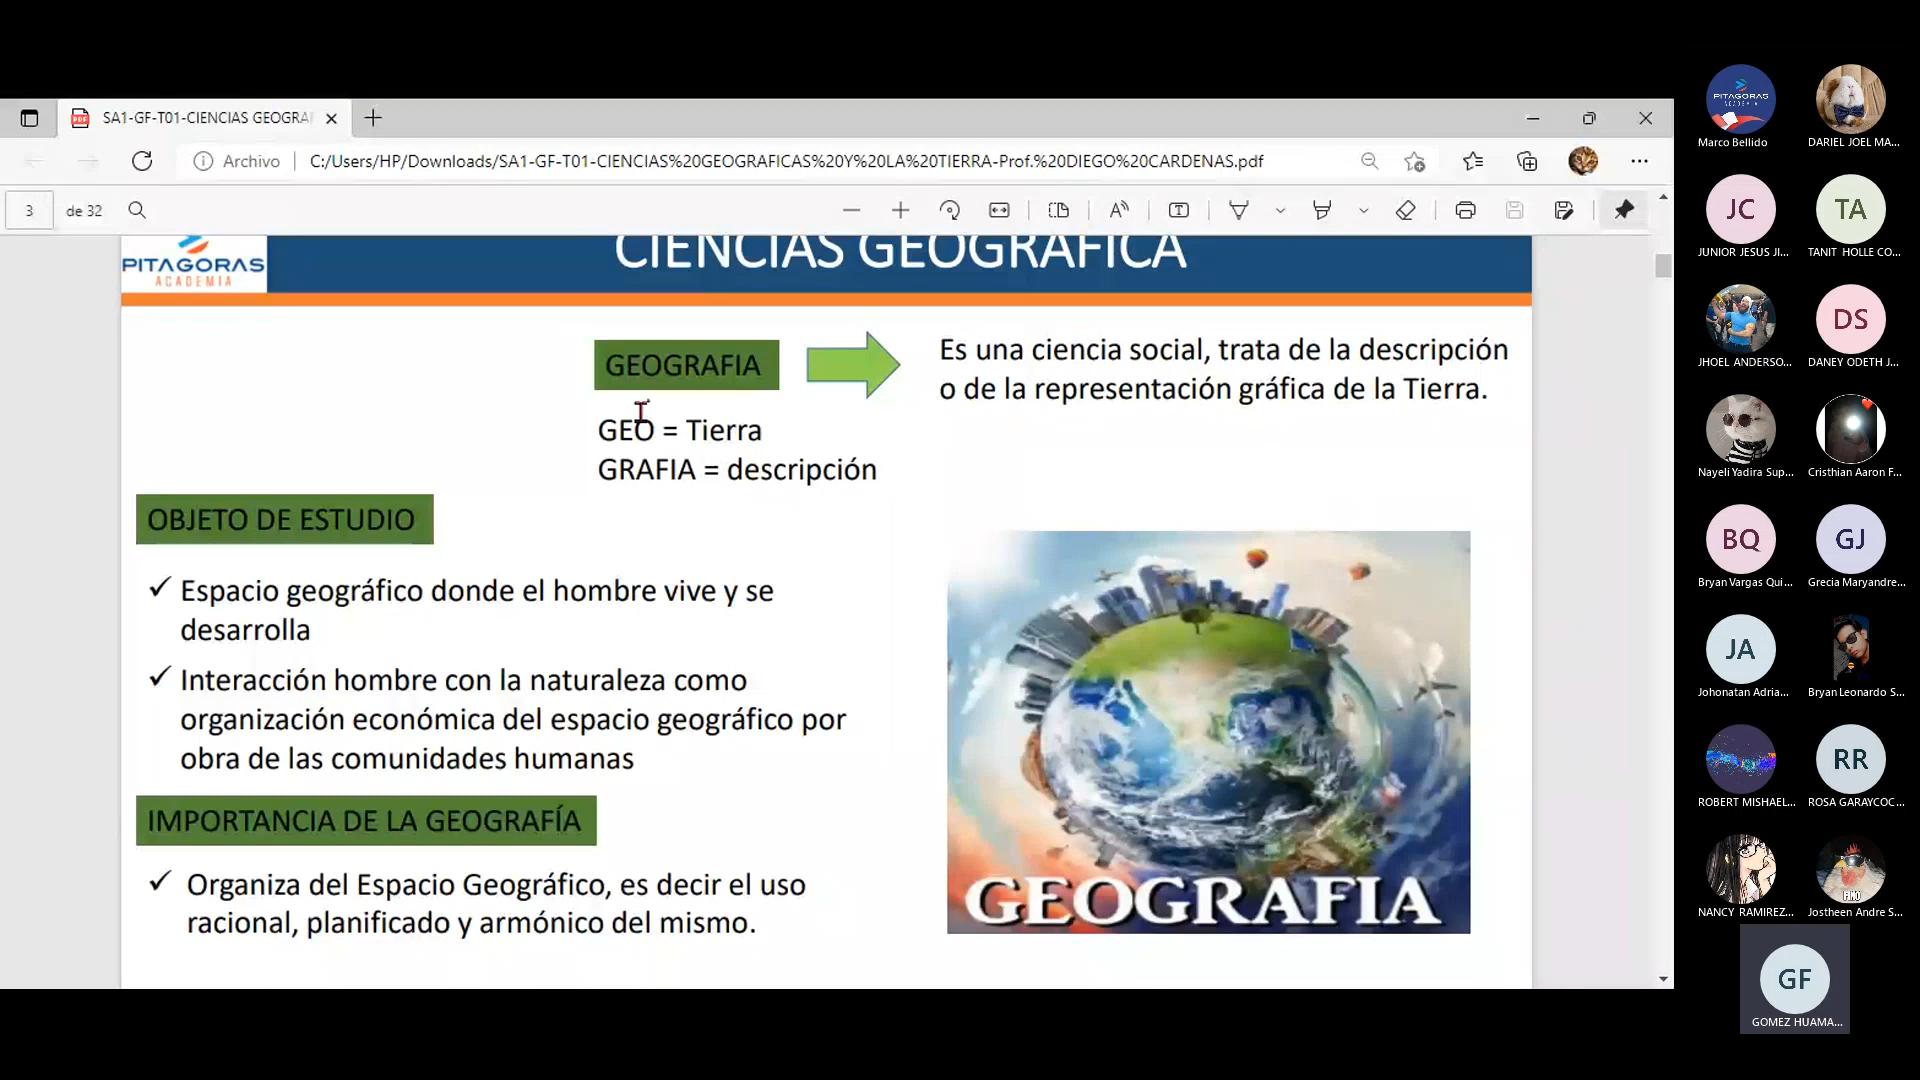 SA1-GF-T01-CIENCIAS GEOGRA
Archivo
C:/Users/HP/Downloads/SA1-GF-T01-CIENCIAS%20GEOGRAFICAS%20Y%20LA%20TIERRA-Prof.%20DIEGO%20CARDENAS.pdf
3 de 32
PITAGORAS
ACADEMIA
CIENCIAS GEOGRAFICA
GEOGRAFIA
Es una ciencia social, trata de la descripción
o de la representación gráfica de la Tierra.
GEO = Tierra
GRAFIA = descripción
OBJETO DE ESTUDIO
Espacio geográfico donde el hombre vive y se
desarrolla
Interacción hombre con la naturaleza como
organización económica del espacio geográfico por
obra de las comunidades humanas
IMPORTANCIA DE LA GEOGRAFÍA
Organiza del Espacio Geográfico, es decir el uso
racional, planificado y armónico del mismo.
GEOGRAFIA
PITAGORAS
ACADEMIA
Marco Bellido
DARIEL JOEL MA...
JC
JUNIOR JESUS JI...
TA
TANIT HOLLE CO...
JHOEL ANDERSO...
DS
DANEY ODETH J...
Nayeli Yadira Sup...
Cristhian Aaron F...
BQ
Bryan Vargas Qui...
GJ
Grecia Maryandre...
JA
Johonatan Adria...
Bryan Leonardo S...
ROBERT MISHAEL...
RR
ROSA GARAYCOC...
NANCY RAMIREZ...
FINO
Jostheen Andre S...
GF
GOMEZ HUAMA...